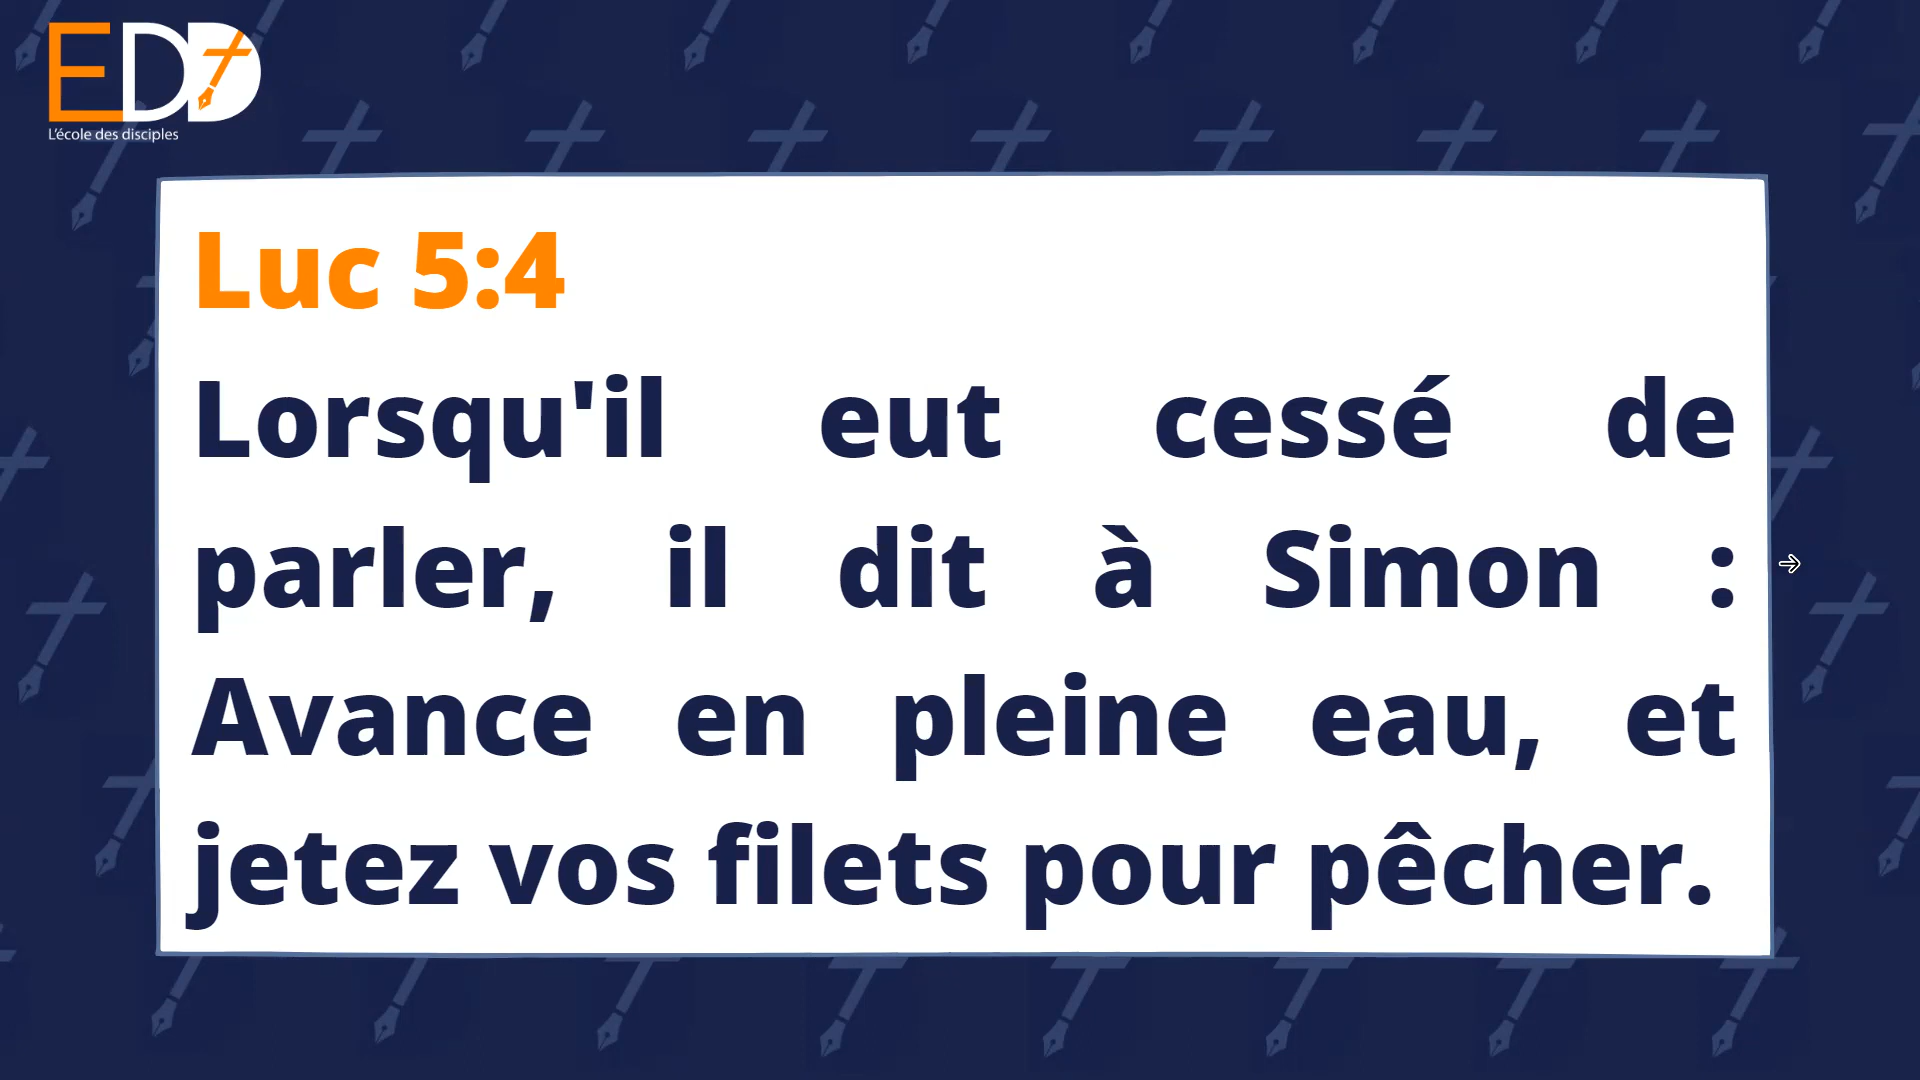 EDD
L'école des disciples
Luc 5:4
Lorsqu'il eut cessé de
parler, il dit à Simon :
Avance en pleine eau, et
jetez vos filets pour pêcher.